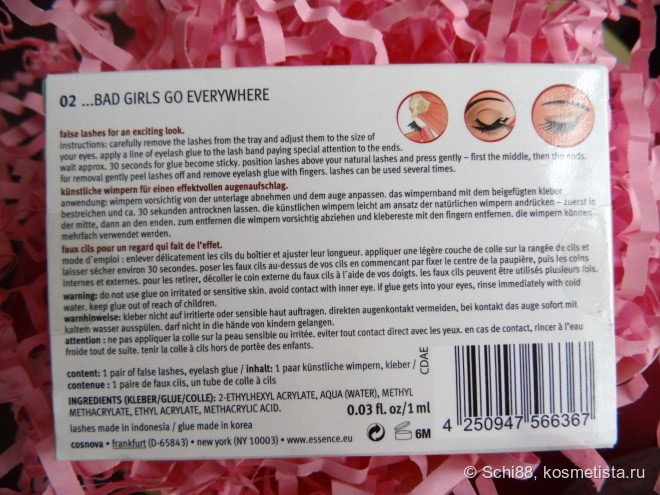 02 ...BAD GIRLS GO EVERYWHERE
false lashes for an exciting look.
instructions: carefully remove the lashes from the tray and adjust them to the size of
your eyes. apply a line of eyelash glue to the lash band paying special attention to the ends.
wait approx. 30 seconds for glue become sticky. position lashes above your natural lashes and press gently – first the middle, then the ends.
for removal gently peel lashes off and remove eyelash glue with fingers. lashes can be used several times.
künstliche wimpern für einen effektvollen augenaufschlag.
anwendung: wimpern vorsichtig von der unterlage abnehmen und dem auge anpassen. das wimpernband mit dem beigefügten kleber
bestreichen und ca. 30 sekunden antrocknen lassen. die künstlichen wimpern leicht am ansatz der natürlichen wimpern andrücken – zuerst in
der mitte, dann an den enden. zum entfernen die wimpern vorsichtig abziehen und klebereste mit den fingern entfernen. die wimpern können
mehrfach verwendet werden.
faux cils pour un regard qui fait de l'effet.
mode d´emploi : enlever délicatement les cils du boîtier et ajuster leur longueur. appliquer une légère couche de colle sur la rangée de cils et
laisser sécher environ 30 secondes. poser les faux cils au-dessus de vos cils en commencant par fixer le centre de la paupière, puis les coins
internes et externes. pour les retirer, décoller le coin externe du faux cils à l´aide de vos doigts. les faux cils peuvent être utilisés plusieurs fois.
warning: do not use glue on irritated or sensitive skin. avoid contact with inner eye. if glue gets into your eyes, rinse immediately with cold
water. keep glue out of reach of children.
warnhinweise: kleber nicht auf irritierte oder sensible haut auftragen. direkten augenkontakt vermeiden, bei kontakt das auge sofort mit
kaltem wasser ausspülen. darf nicht in die hände von kindern gelangen.
attention : ne pas appliquer la colle sur la peau sensible ou irritée. eviter tout contact direct avec les yeux. en cas de contact, rincer à l'eau
froide tout de suite. tenir la colle à cils hors de portée des enfants.
content: 1 pair of false lashes, eyelash glue / inhalt: 1 paar künstliche wimpern, kleber /
contenue : 1 paire de faux cils, un tube de colle à cils
CDAE
INGREDIENTS (KLEBER/GLUE/COLLE): 2-ETHYLHEXYL ACRYLATE, AQUA (WATER), METHYL
METHACRYLATE, ETHYL ACRYLATE, METHACRYLIC ACID.
0.03 fl. oz/1 ml
lashes made in indonesia / glue made in korea
cosnova • frankfurt (D-65843) • new york (NY 10003) • www.essence.eu
6M
4 250947 566367
© Schi88, kosmetista.ru